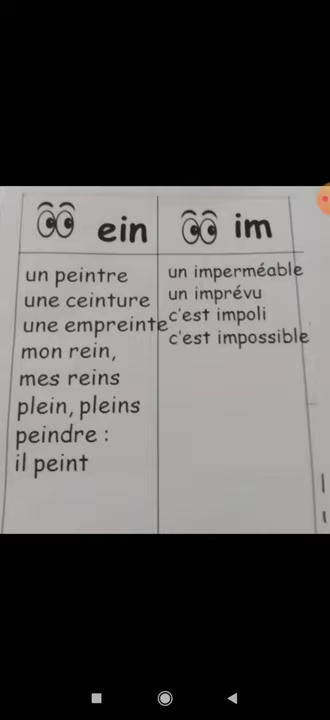 ein
un peintre
une ceinture
une empreinte
mon rein,
mes reins
plein, pleins
peindre :
il peint
im
un imperméable
un imprévu
c'est impoli
c'est impossible